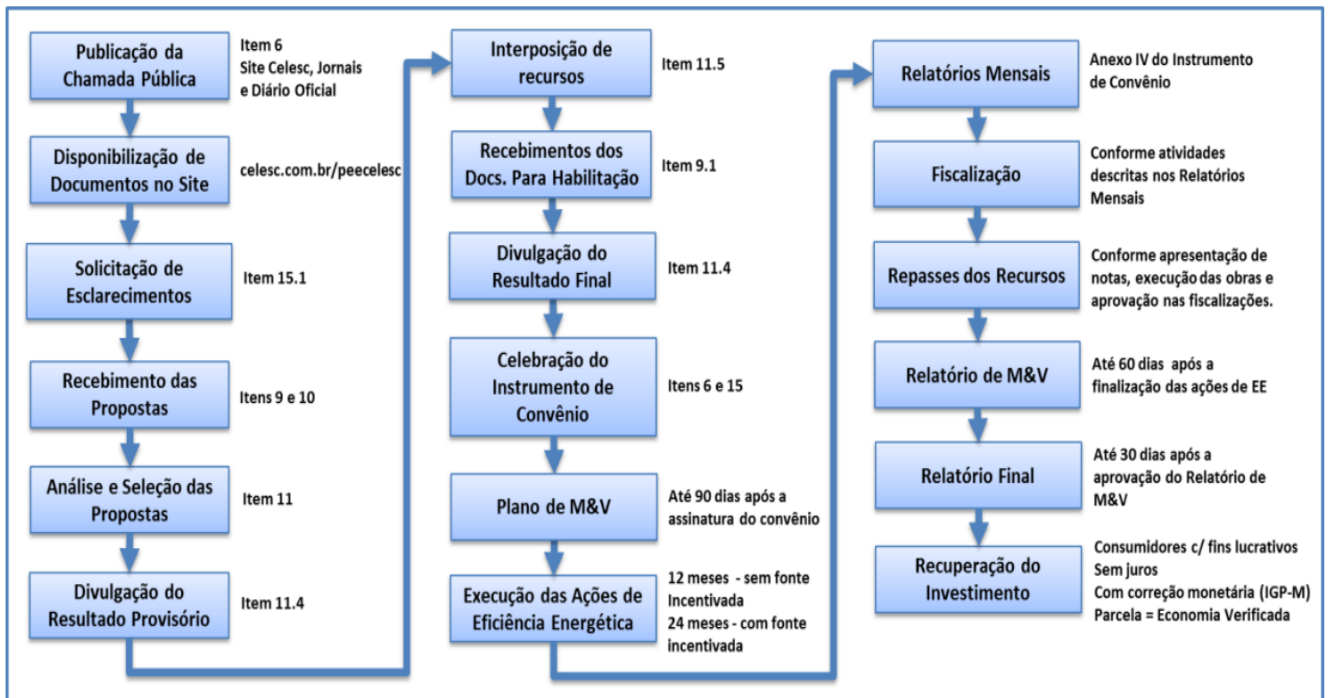 Publicação da
Chamada Pública
Item 6
Site Celesc, Jornais
e Diário Oficial
Disponibilização de
Documentos no Site
celesc.com.br/peecelesc
Solicitação de
Esclarecimentos
Item 15.1
Recebimento das
Propostas
Itens 9 e 10
Análise e Seleção das
Propostas
Item 11
Divulgação do
Resultado Provisório
Item 11.4
Interposição de
recursos
Item 11.5
Recebimentos dos
Docs. Para Habilitação
Item 9.1
Divulgação do
Resultado Final
Item 11.4
Celebração do
Instrumento de
Convênio
Itens 6 e 15
Plano de M&V
Até 90 dias após a
assinatura do convênio
Execução das Ações de
Eficiência Energética
12 meses - sem fonte
Incentivada
24 meses - com fonte
incentivada
Relatórios Mensais
Anexo IV do Instrumento
de Convênio
Fiscalização
Conforme atividades
descritas nos Relatórios
Mensais
Repasses dos Recursos
Conforme apresentação de
notas, execução das obras e
aprovação nas fiscalizações.
Relatório de M&V
Até 60 dias após a
finalização das ações de EE
Relatório Final
Até 30 dias após a
aprovação do Relatório de
M&V
Recuperação do
Investimento
Consumidores c/ fins lucrativos
Sem juros
Com correção monetária (IGP-M)
Parcela = Economia Verificada